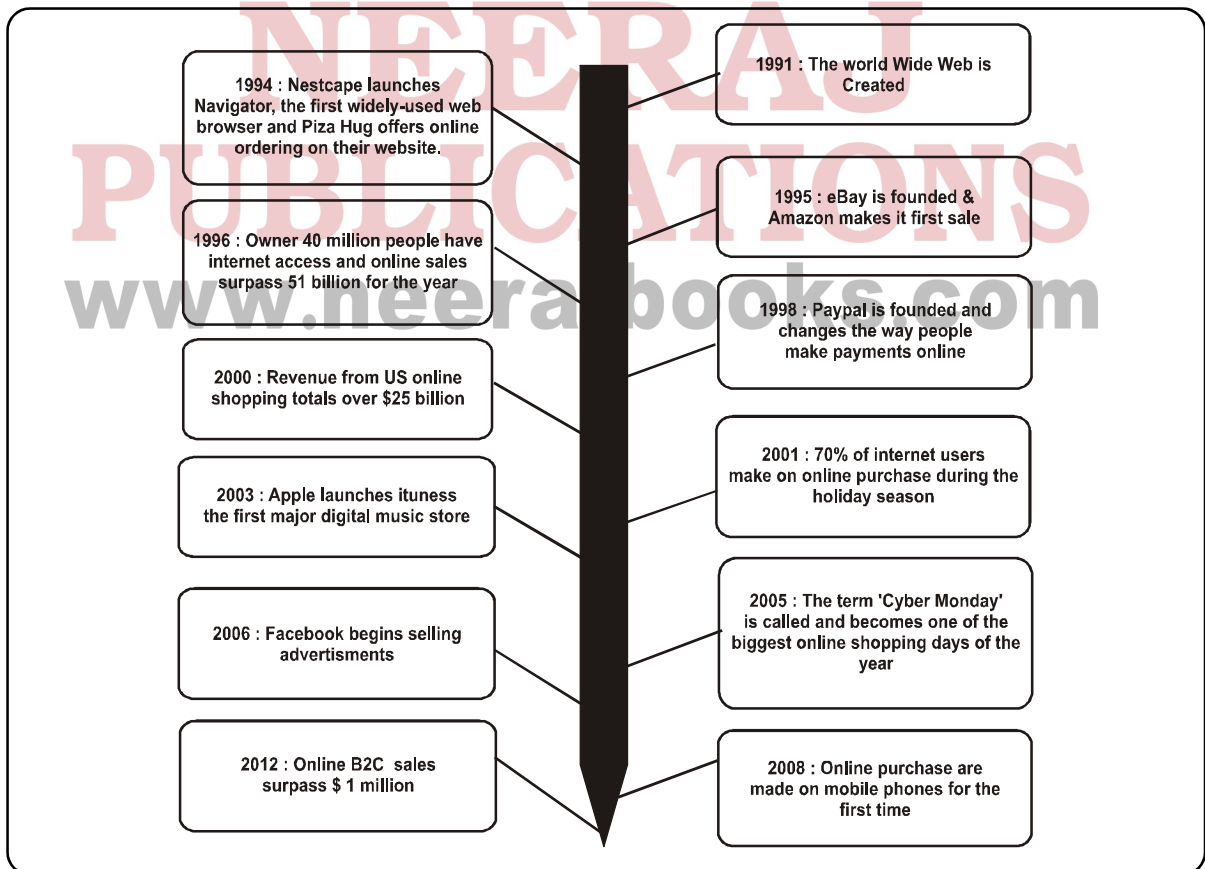 NEERAJ
PUBLICATIONS
www.neerajbooks.com
1991 : The world Wide Web is
Created
1994 : Nestcape launches
Navigator, the first widely-used web
browser and Piza Hug offers online
ordering on their website.
1995 : eBay is founded &
Amazon makes it first sale
1996 : Owner 40 million people have
internet access and online sales
surpass 51 billion for the year
1998 : Paypal is founded and
changes the way people
make payments online
2000 : Revenue from US online
shopping totals over $25 billion
2001 : 70% of internet users
make on online purchase during the
holiday season
2003 : Apple launches ituness
the first major digital music store
2005 : The term 'Cyber Monday'
is called and becomes one of the
biggest online shopping days of the
year
2006 : Facebook begins selling
advertisments
2008 : Online purchase are
made on mobile phones for the
first time
2012 : Online B2C sales
surpass $ 1 million